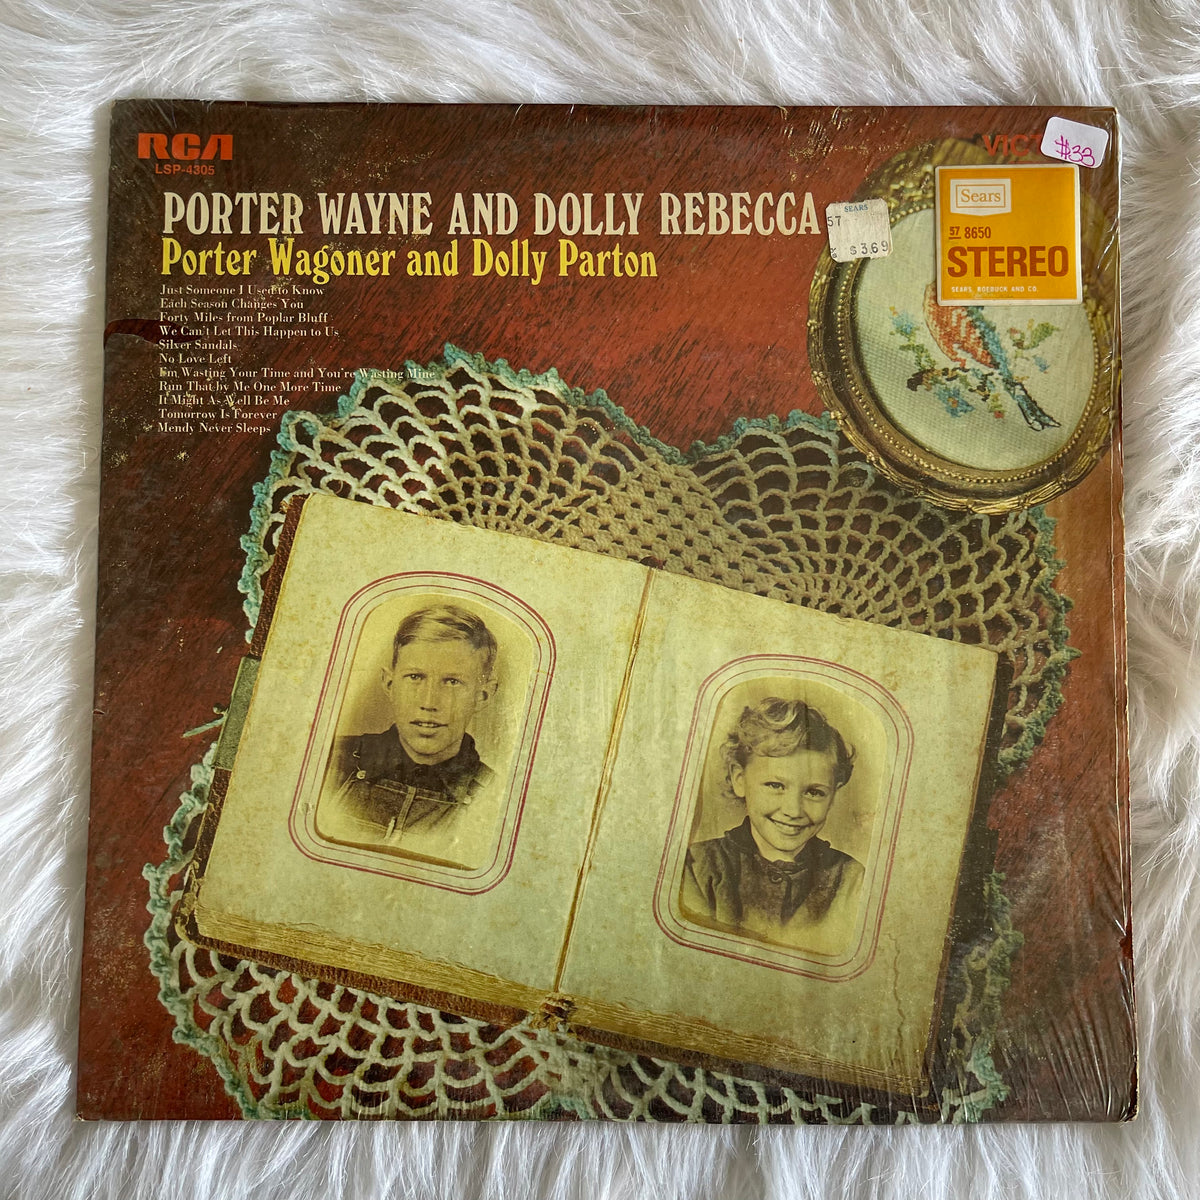 RCA
LSP-4305
VICT
$33
PORTER WAYNE AND DOLLY REBECCA
Porter Wagoner and Dolly Parton
SEARS
57
$3.69
Sears
57 8650
STEREO
SEARS, ROEBUCK AND CO.
Just Someone I Used to Know
Each Season Changes You
Forty Miles from Poplar Bluff
We Can't Let This Happen to Us
Silver Sandals
No Love Left
I'm Wasting Your Time and You're Wasting Mine
Run That by Me One More Time
It Might As Well Be Me
Tomorrow Is Forever
Mendy Never Sleeps